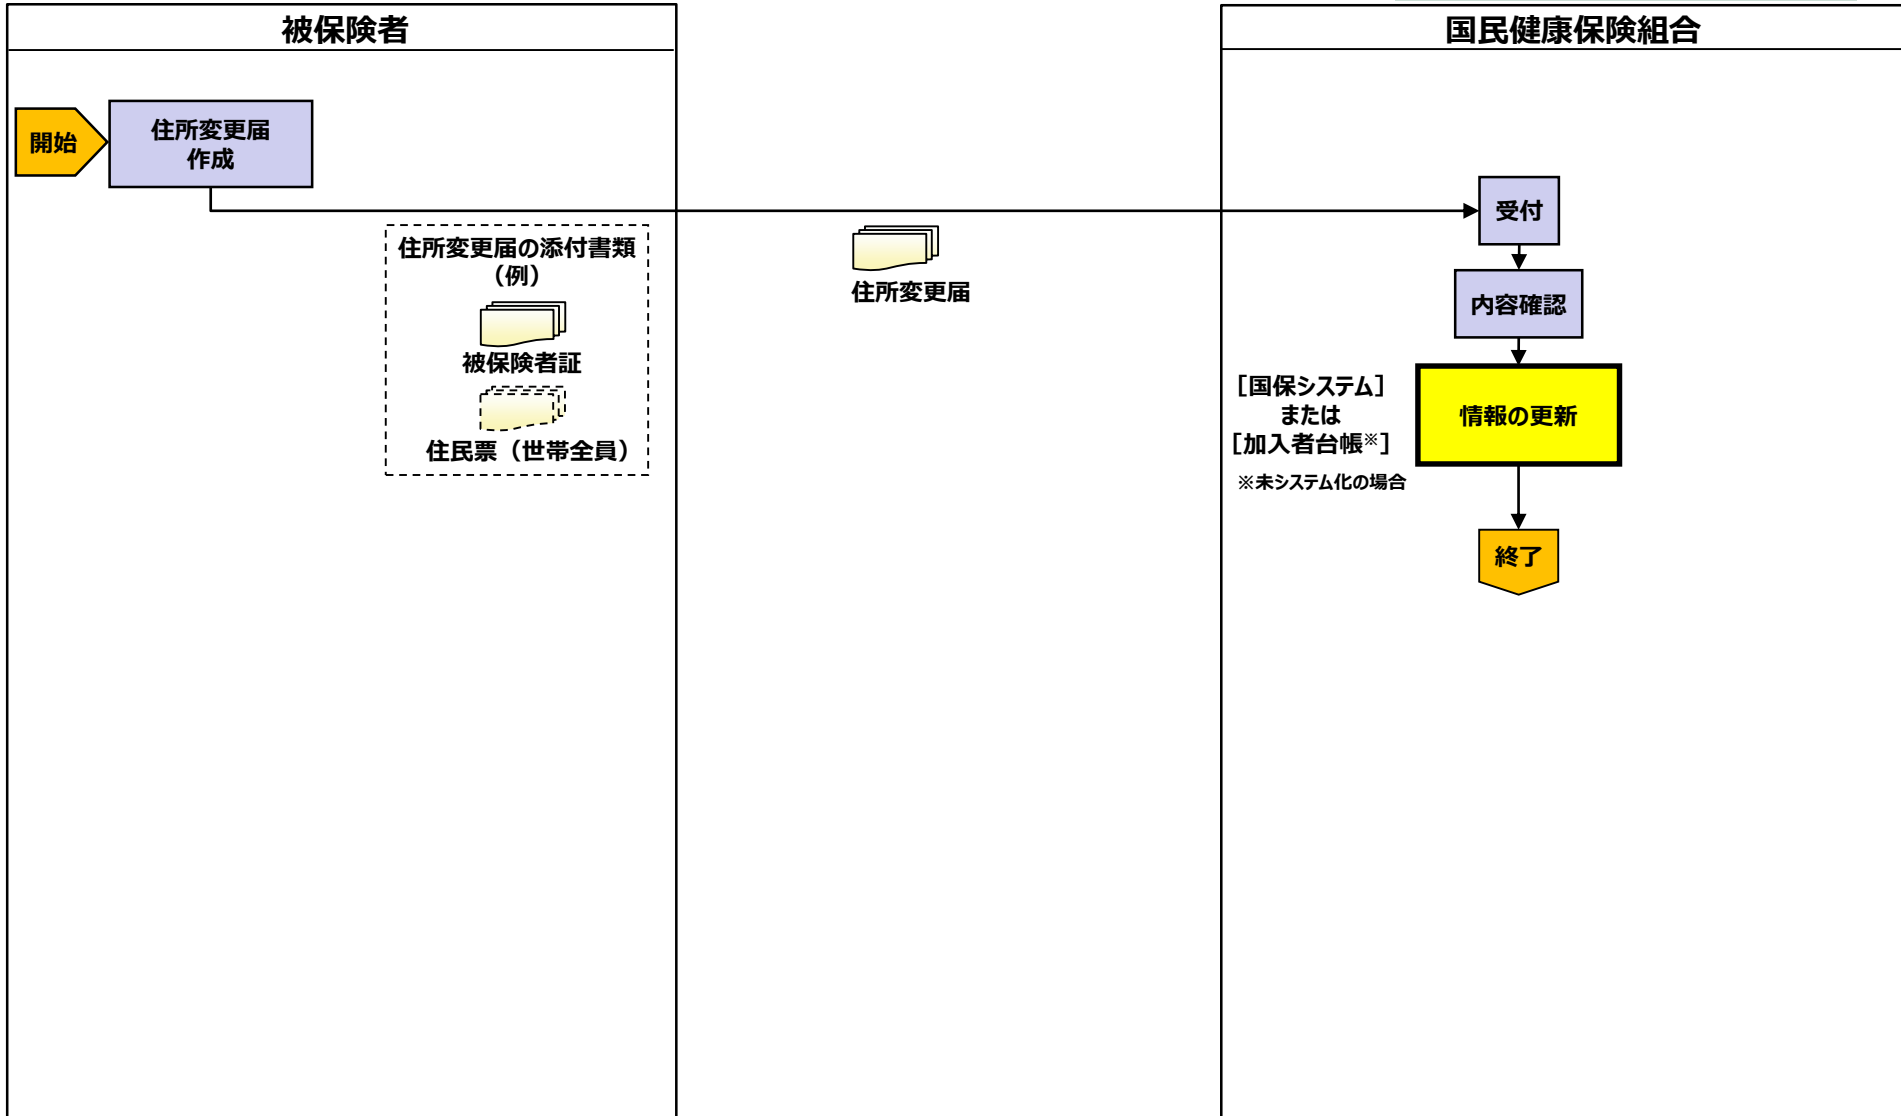 被保険者
国民健康保険組合
開始
住所変更届
作成
受付
住所変更届の添付書類
（例）
被保険者証
住民票（世帯全員）
住所変更届
内容確認
［国保システム］
または
［加入者台帳※］
※未システム化の場合
情報の更新
終了